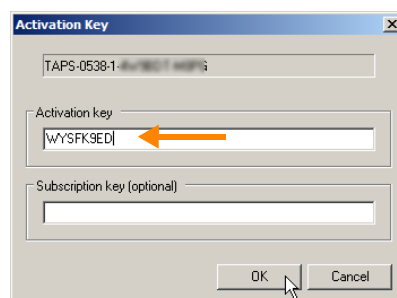 Activation Key
TAPS-0538-1-
Activation key
WYSFK9ED
Subscription key (optional)
OK Cancel